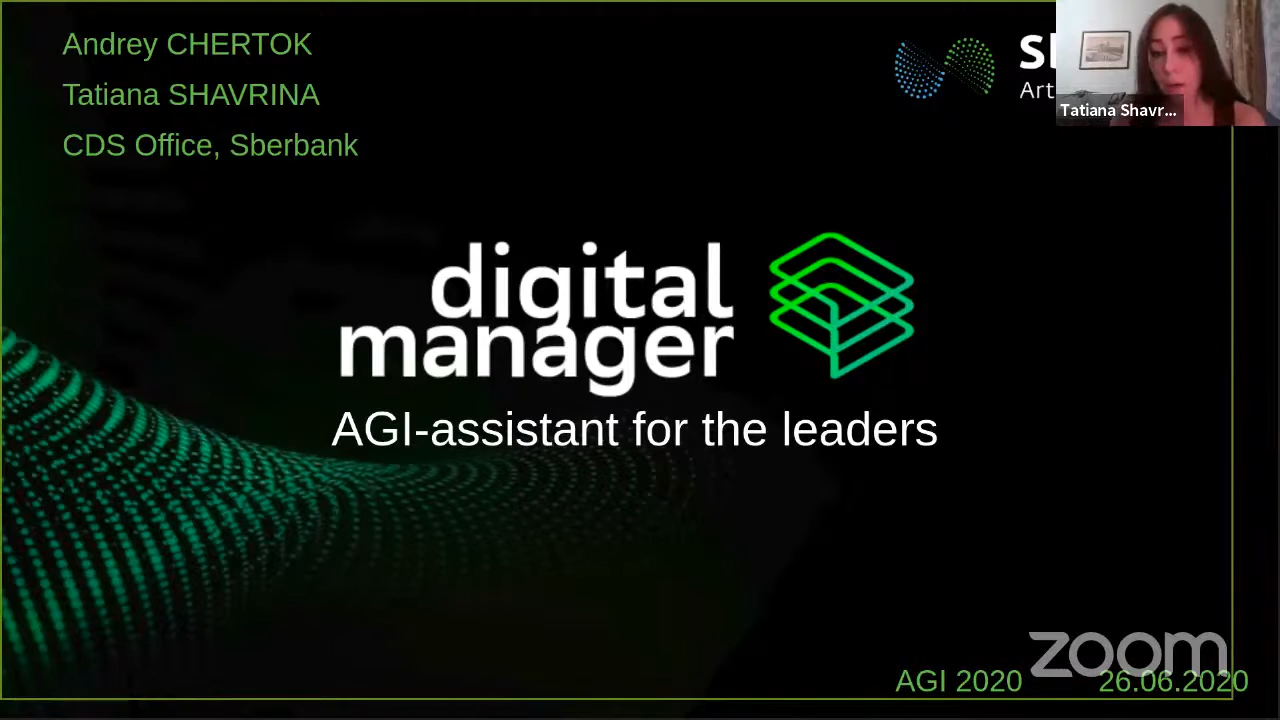 Andrey CHERTOK
Tatiana SHAVRINA
CDS Office, Sberbank
Tatiana Shavr...
digital
manager
AGI-assistant for the leaders
zoom
AGI 2020
26.06.2020